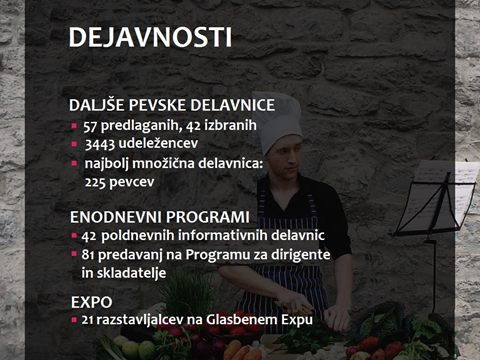 DEJAVNOSTI
DALJŠE PEVSKE DELAVNICE
57 predlaganih, 42 izbranih
3443 udeležencev
najbolj množična delavnica:
225 pevcev
ENODNEVNI PROGRAMI
42 poldnevnih informativnih delavnic
81 predavanj na Programu za dirigente
in skladatelje
EXPO
21 razstavljalcev na Glasbenem Expu